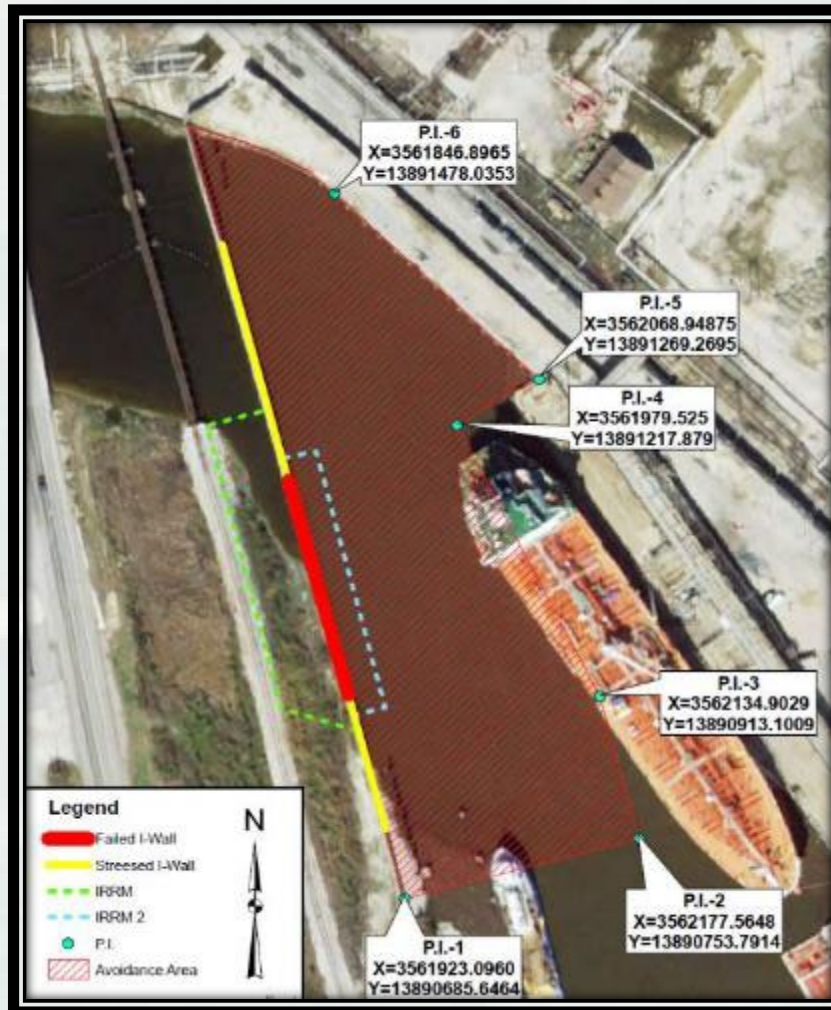 P.I.-6
X=3561846.8965
Y=13891478.0353
P.I.-5
X=3562068.94875
Y=13891269.2695
P.I.-4
X=3561979.525
Y=13891217.879
P.I.-3
X=3562134.9029
Y=13890913.1009
P.I.-2
X=3562177.5648
Y=13890753.7914
P.I.-1
X=3561923.0960
Y=13890685.6464
Legend
Failed I-Wall
Streesed I-Wall
IRRM
IRRM 2
P.I.
Avoidance Area
N